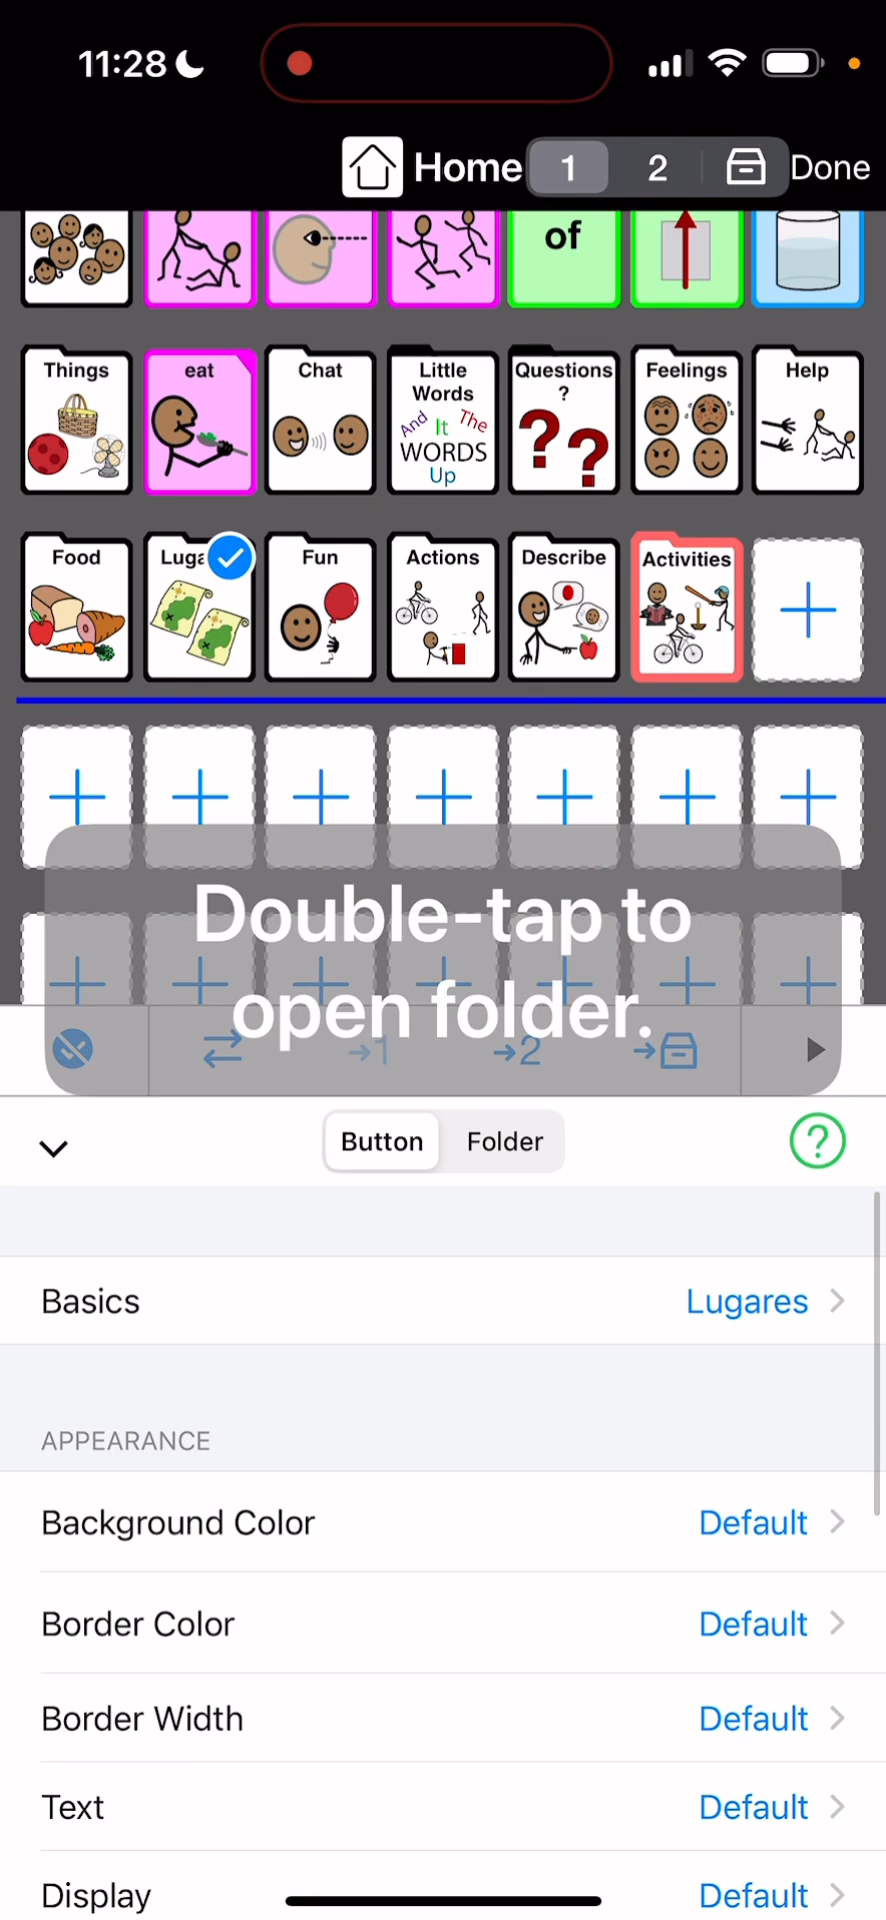 11:28
Home 1 2 Done
of
Things eat Chat Little Words Questions ? Feelings Help
And It The
WORDS
Up
? ?
Food Luga Fun Actions Describe Activities
Double-tap to
open folder.
→1 →2
Button Folder ?
Basics Lugares
APPEARANCE
Background Color Default
Border Color Default
Border Width Default
Text Default
Display Default